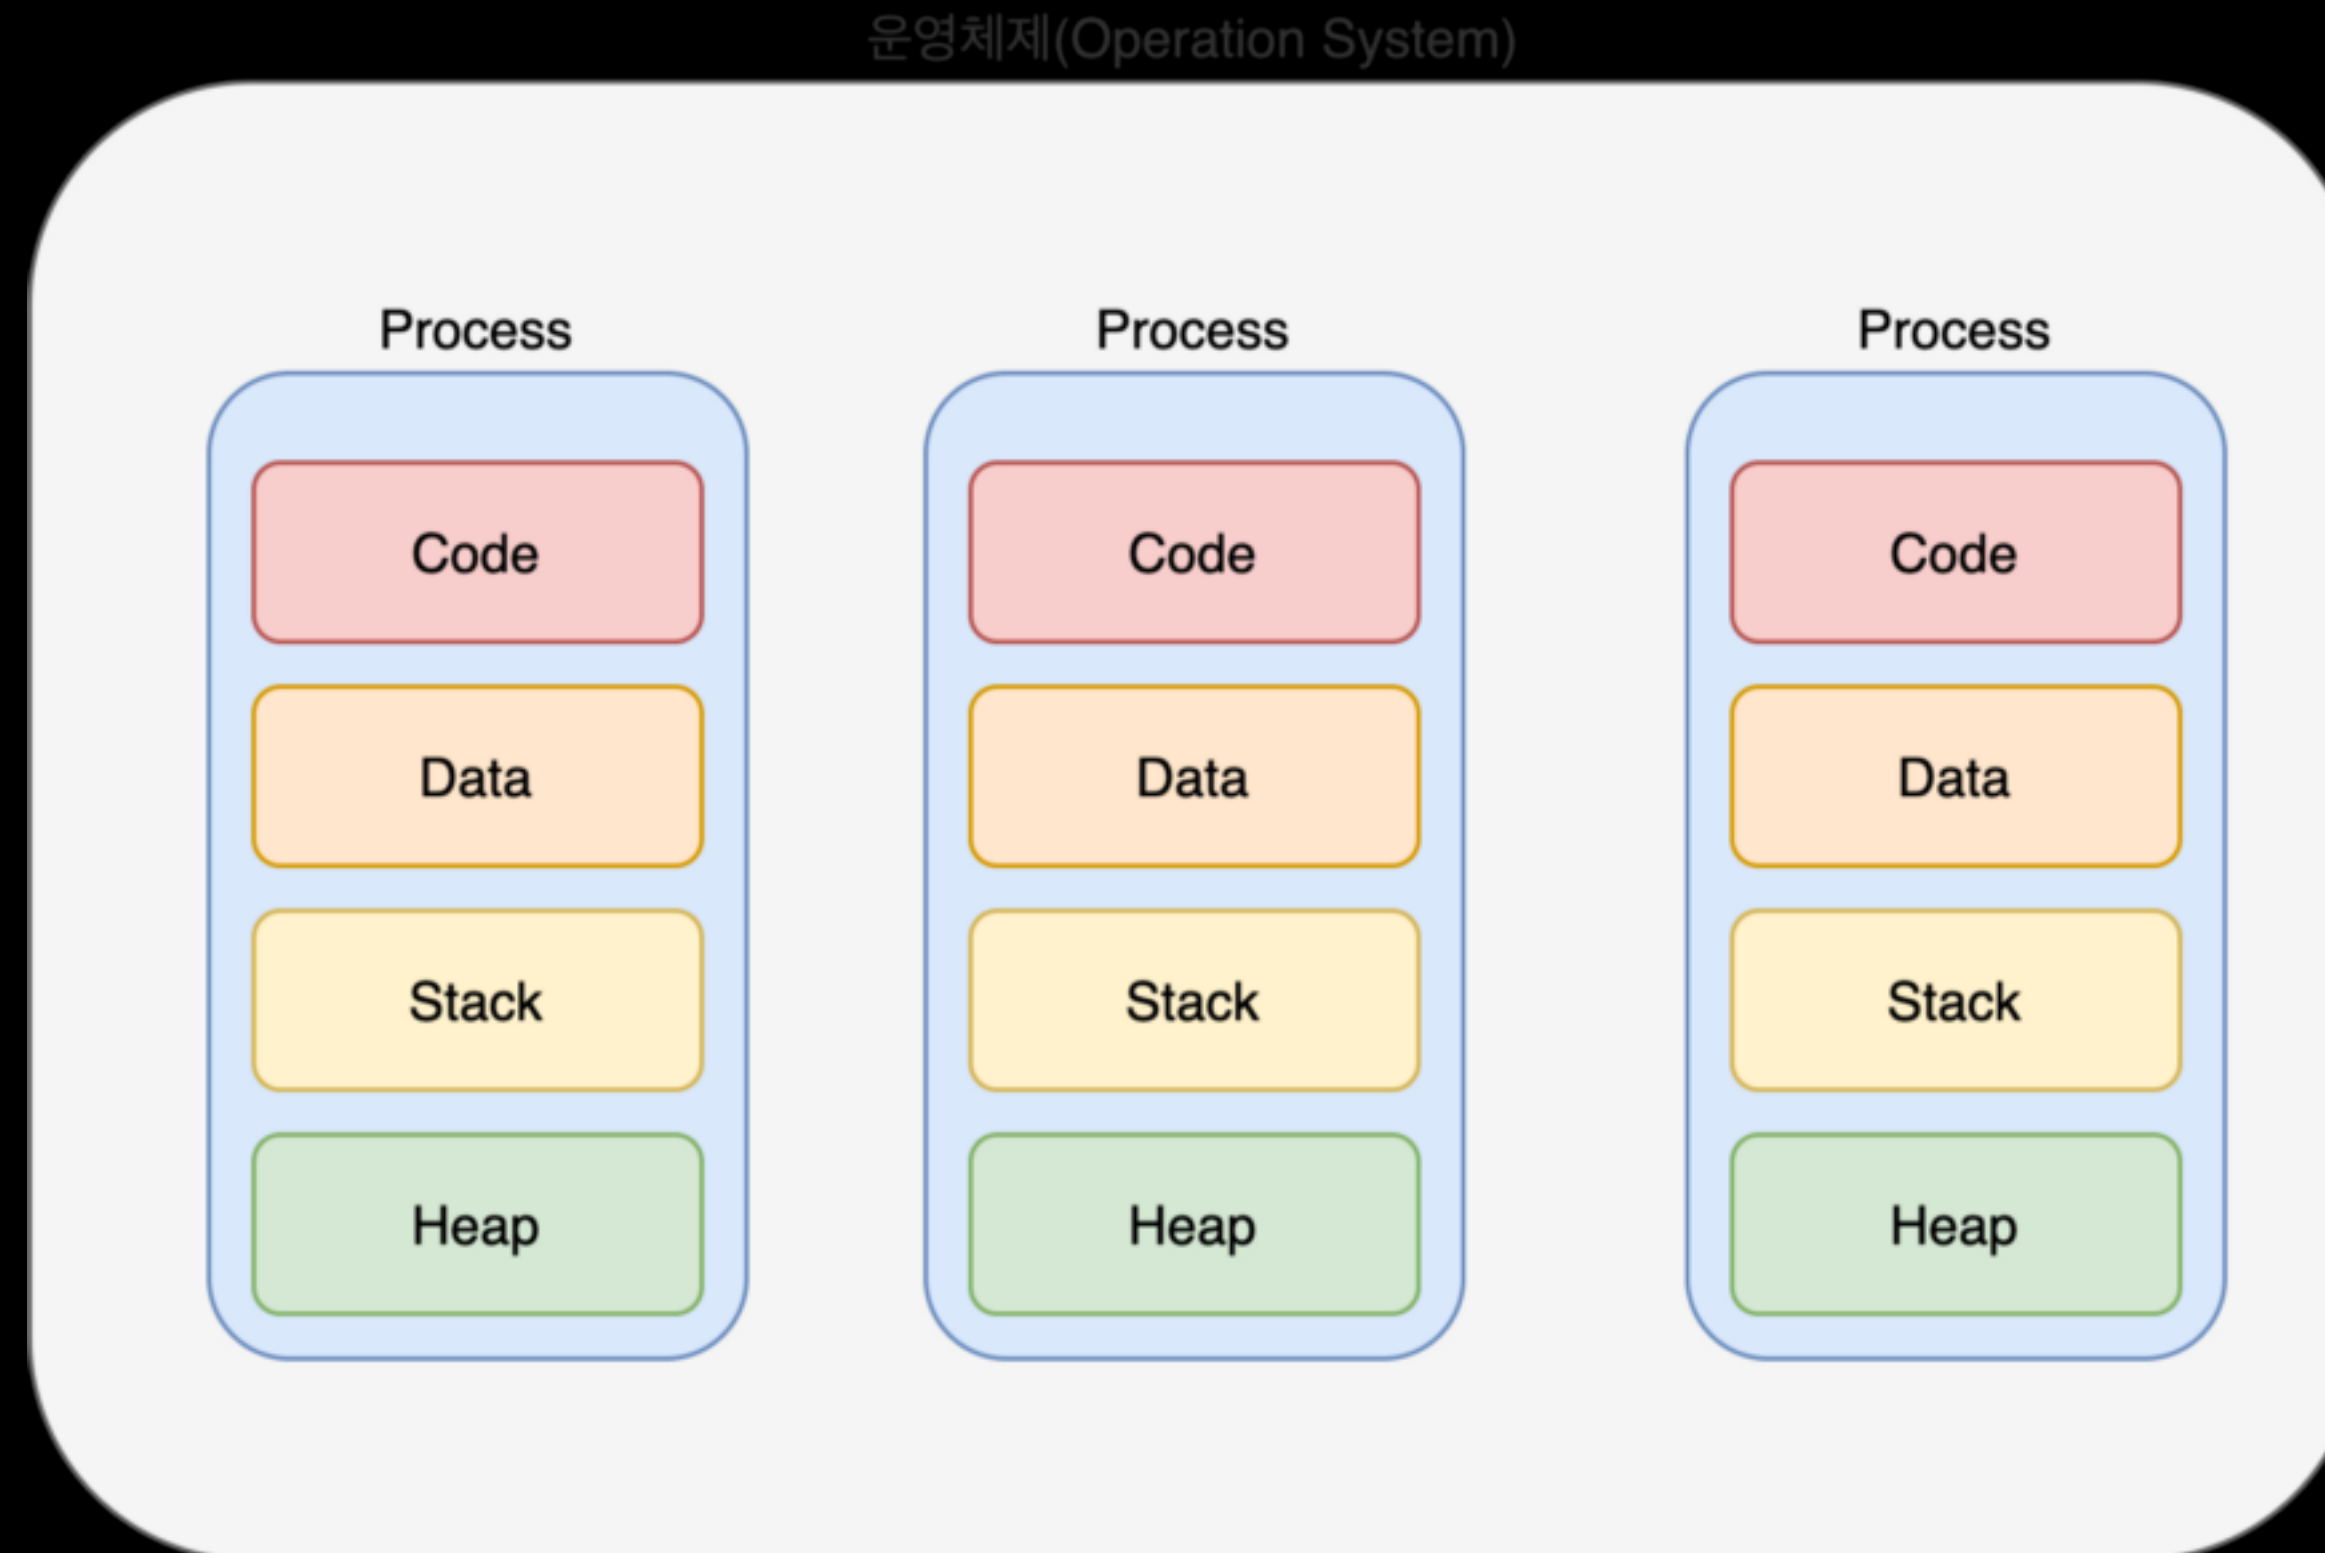 운영체제(Operation System)
Process Process Process
Code Code Code
Data Data Data
Stack Stack Stack
Heap Heap Heap